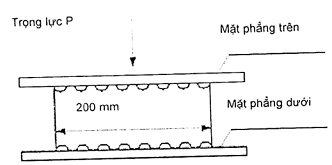 Trọng lực P
Mặt phẳng trên
200 mm
Mặt phẳng dưới